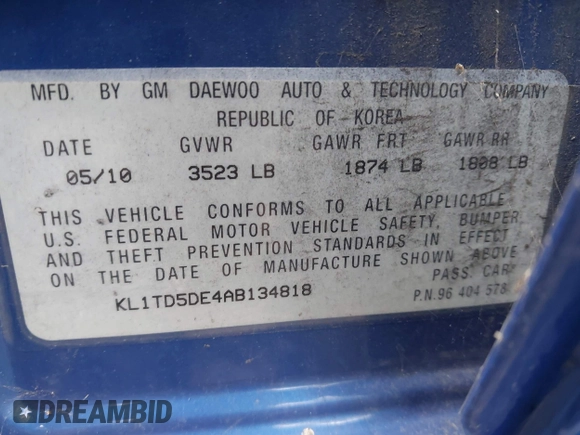 MFD. BY GM DAEWOO AUTO & TECHNOLOGY COMPANY
REPUBLIC OF KOREA
DATE GVWR GAWR FRT GAWR RR
05/10 3523 LB 1874 LB 1808 LB
THIS VEHICLE CONFORMS TO ALL APPLICABLE
U.S. FEDERAL MOTOR VEHICLE SAFETY, BUMPER
AND THEFT PREVENTION STANDARDS IN EFFECT
ON THE DATE OF MANUFACTURE SHOWN ABOVE
PASS. CAR
KL1TD5DE4AB134818
P.N.96 404 578
DREAMBID